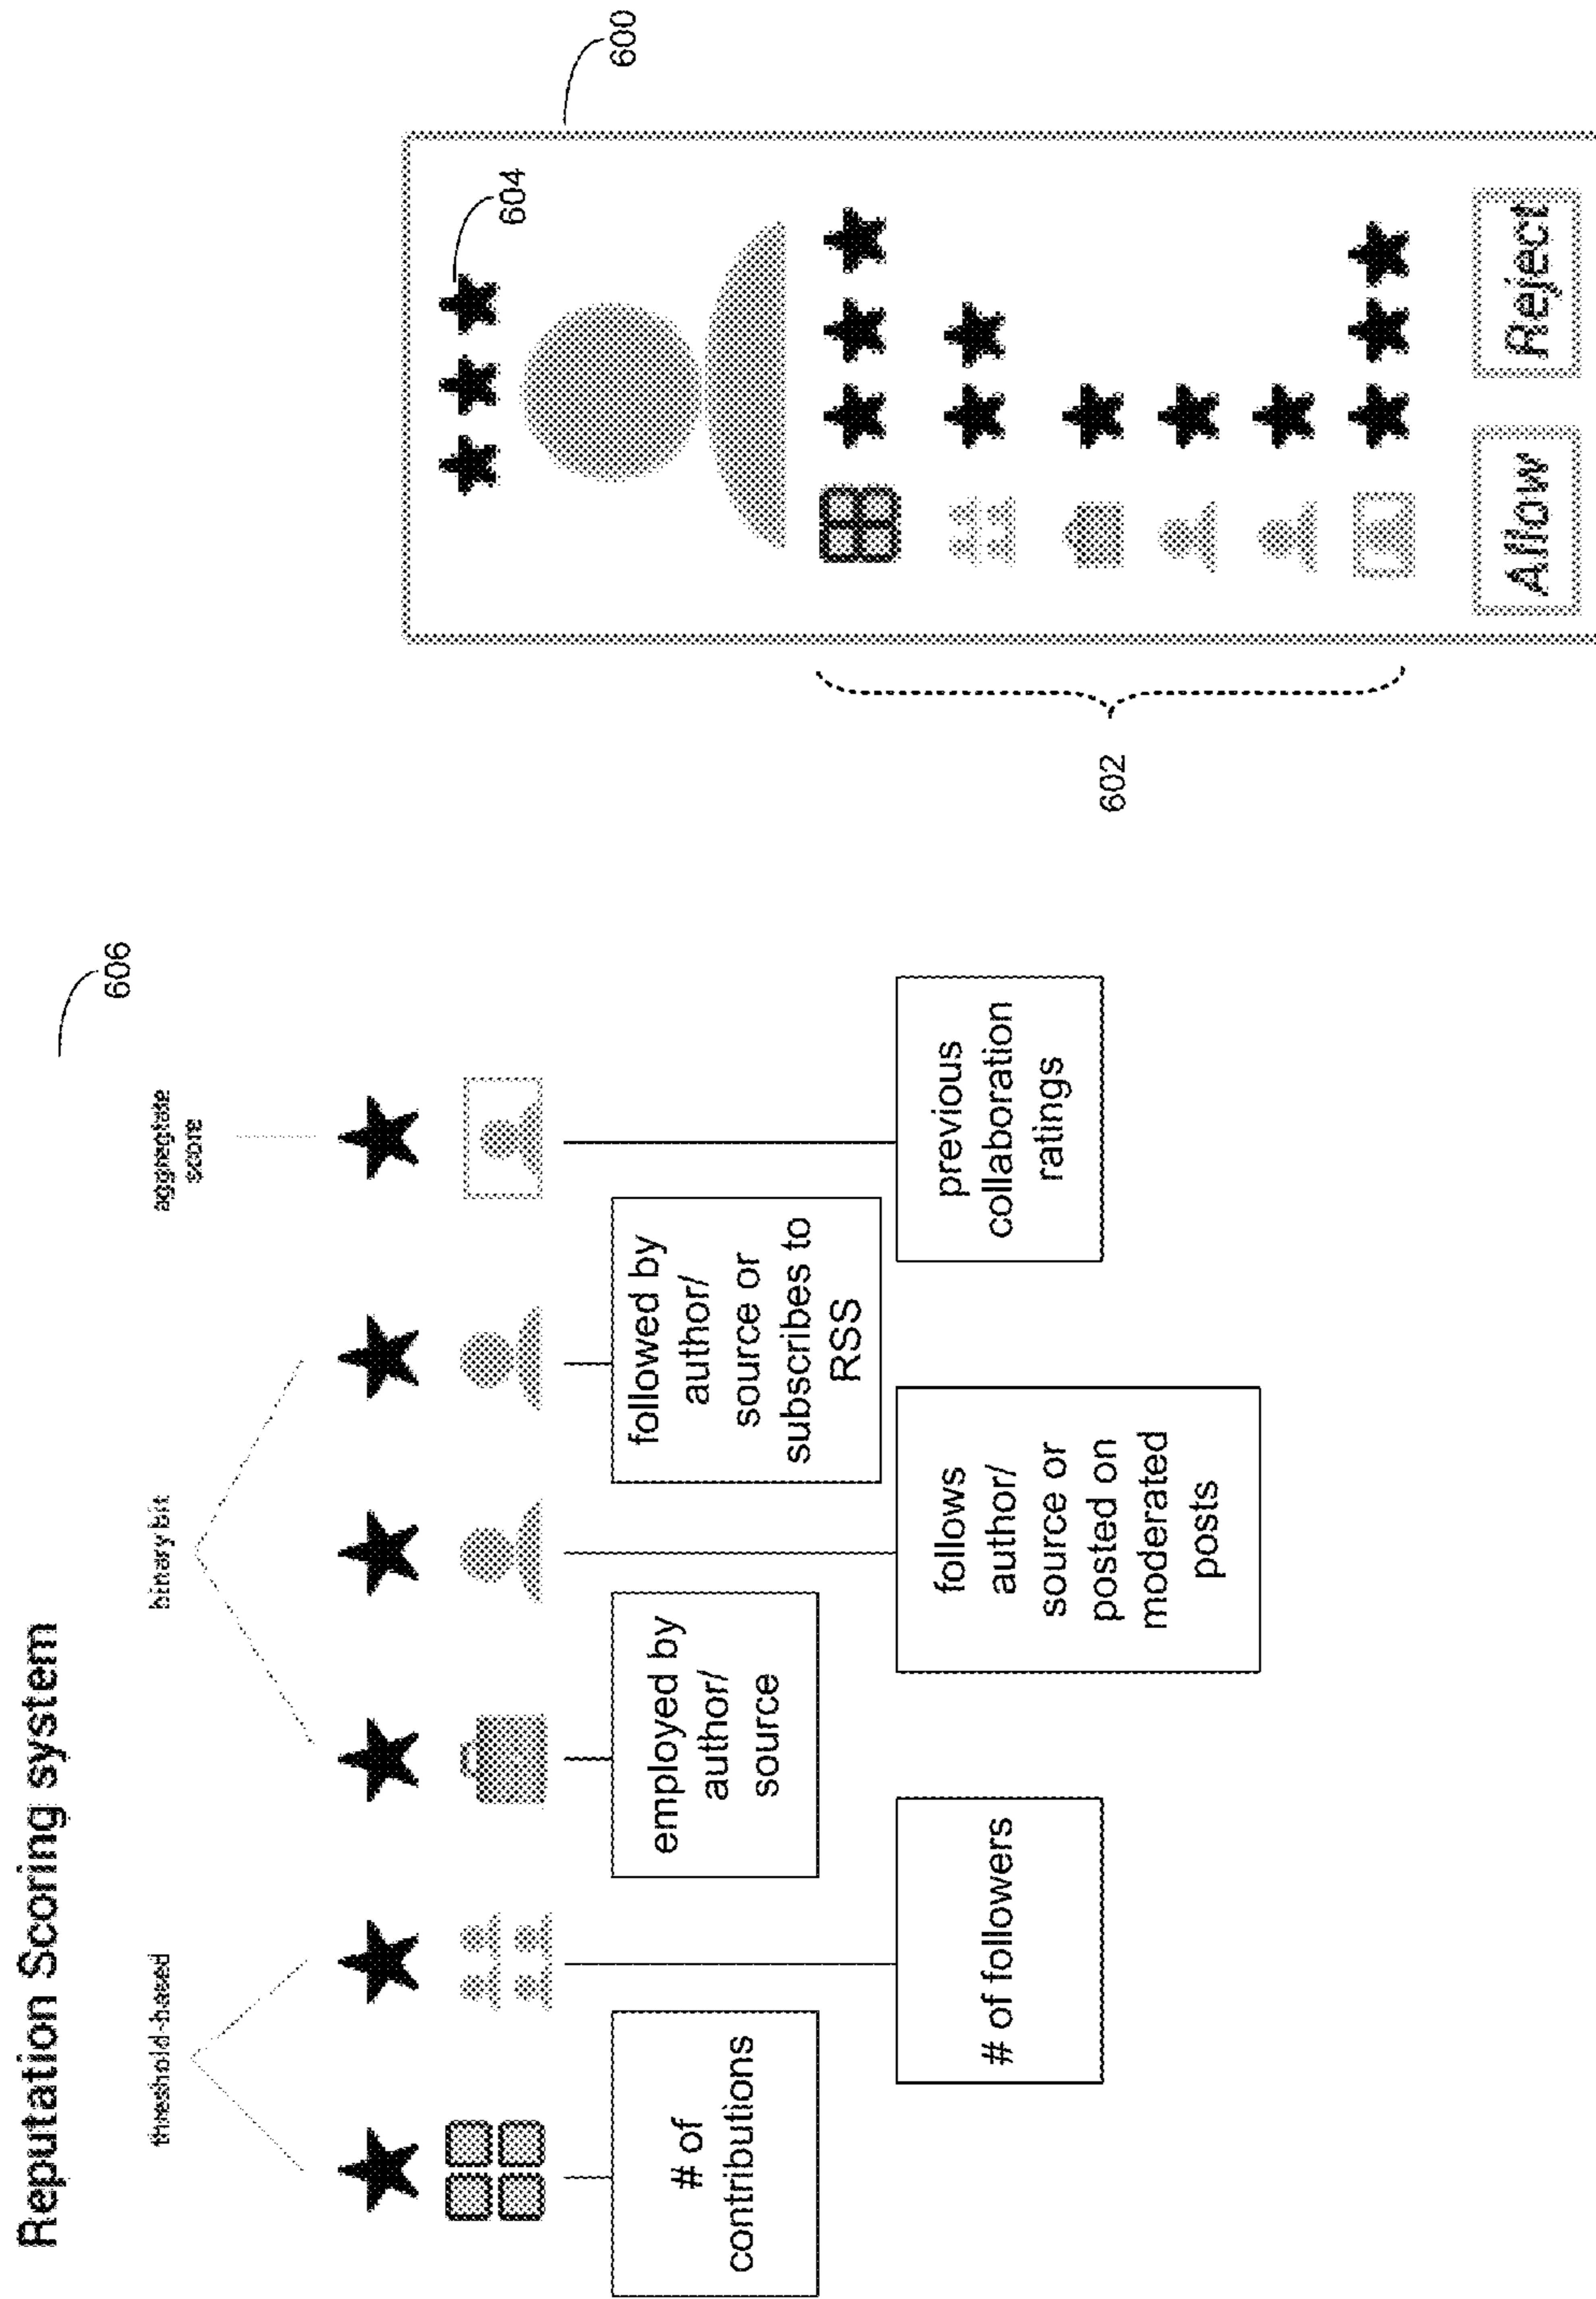 Reputation Scoring system
606
threshold-based
binary bit
aggregate
score
# of
contributions
# of followers
employed by
author/
source
follows
author/
source or
posted on
moderated
posts
followed by
author/
source or
subscribes to
RSS
previous
collaboration
ratings
600
604
602
Allow
Reject